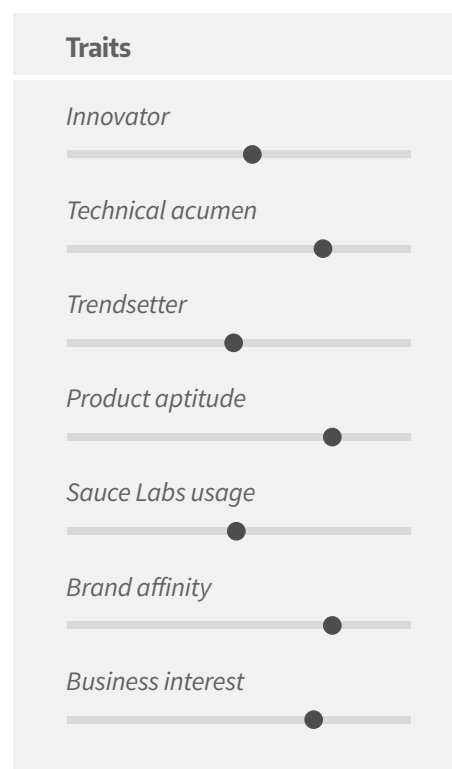 Traits
Innovator
Technical acumen
Trendsetter
Product aptitude
Sauce Labs usage
Brand affinity
Business interest